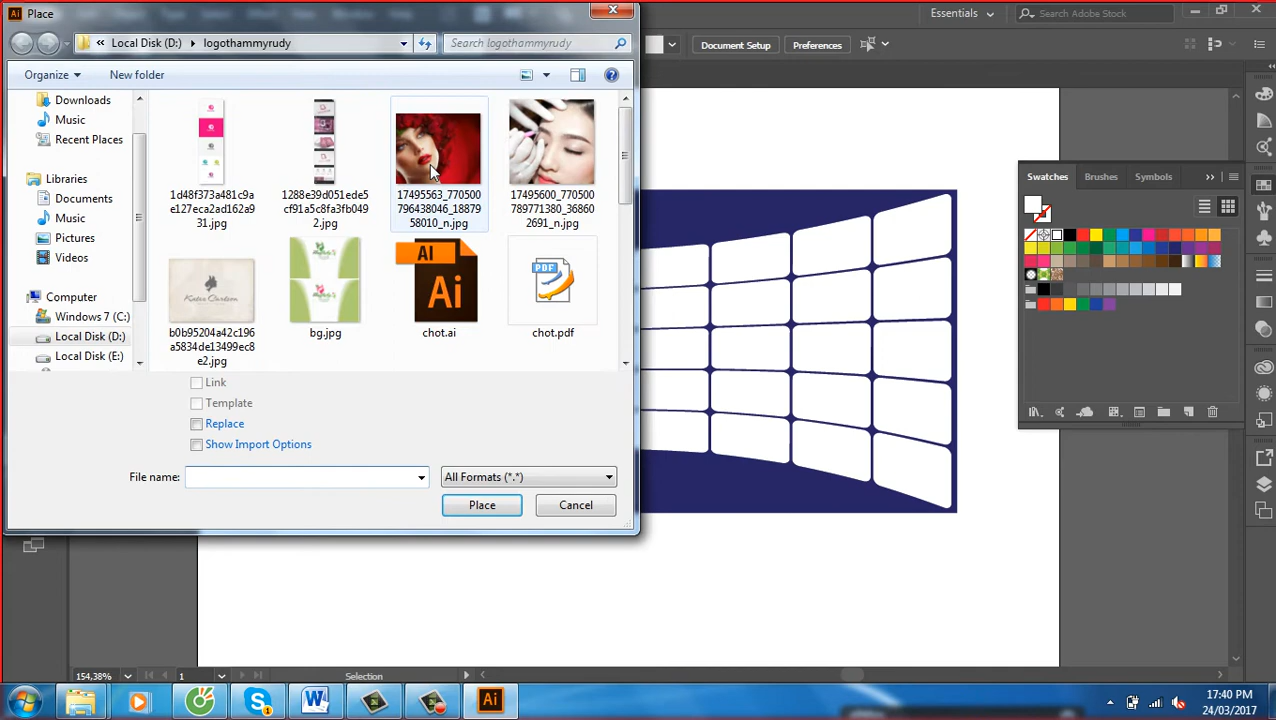 Place
Essentials
Search Adobe Stock
Local Disk (D:)
logothammyrudy
Search logothammyrudy
Document Setup
Preferences
Organize
New folder
Downloads
Music
Recent Places
Libraries
Documents
Music
Pictures
Videos
Computer
Windows 7 (C:)
Local Disk (D:)
Local Disk (E:)
1d48f373a481c9a
e127eca2ad162a9
31.jpg
1288e39d051ede5
cf91a5c8fa3fb049
2.jpg
17495563_770500
796438046_18879
58010_n.jpg
17495600_770500
789771380_36860
2691_n.jpg
b0b95204a42c196
a5834de13499ec8
e2.jpg
bg.jpg
AI
Ai
chot.ai
PDF
chot.pdf
Link
Template
Replace
Show Import Options
File name:
All Formats (*.*)
Place
Cancel
Swatches
Brushes
Symbols
154,38%
1
Selection
17:40 PM
24/03/2017